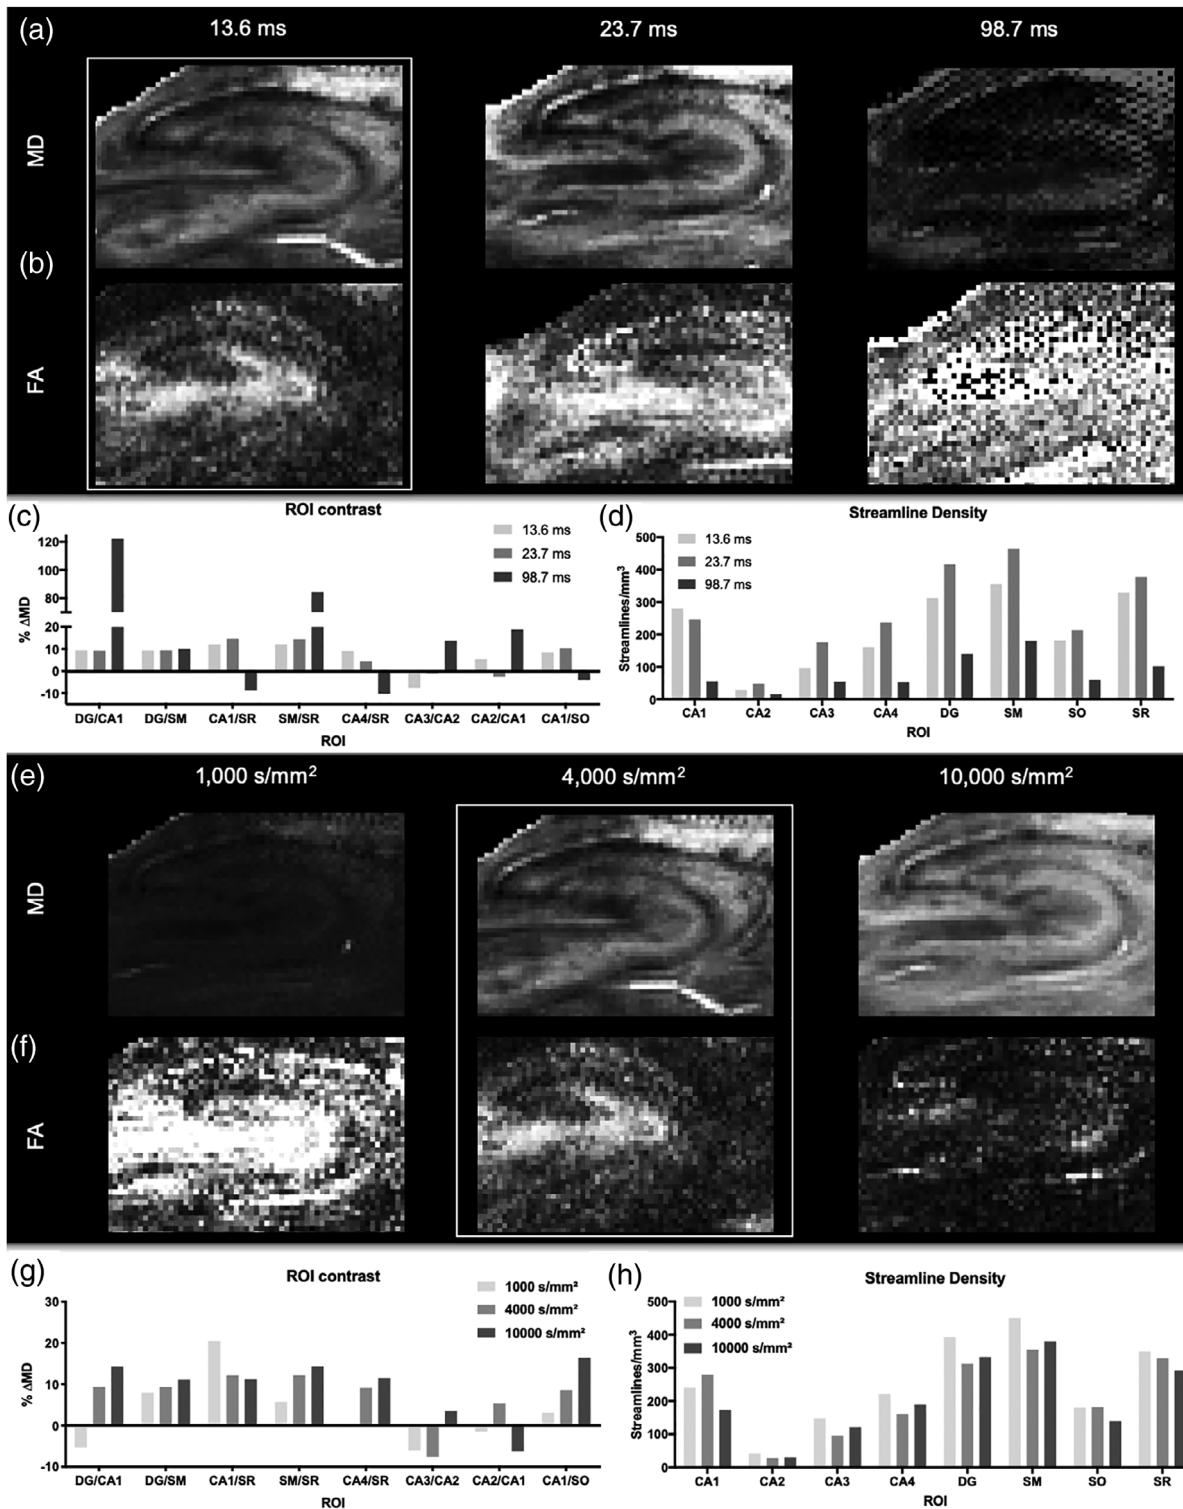 (a)
13.6 ms
23.7 ms
98.7 ms
MD
(b)
FA
(c)
ROI contrast
13.6 ms
23.7 ms
98.7 ms
% ΔMD
120
100
80
60
20
10
0
-10
DG/CA1
DG/SM
CA1/SR
SM/SR
CA4/SR
CA3/CA2
CA2/CA1
CA1/SO
ROI
(d)
Streamline Density
13.6 ms
23.7 ms
98.7 ms
Streamlines/mm³
500
400
300
200
100
0
CA1
CA2
CA3
CA4
DG
SM
SO
SR
ROI
(e)
1,000 s/mm²
4,000 s/mm²
10,000 s/mm²
MD
(f)
FA
(g)
ROI contrast
1000 s/mm²
4000 s/mm²
10000 s/mm²
% ΔMD
30
20
10
0
-10
DG/CA1
DG/SM
CA1/SR
SM/SR
CA4/SR
CA3/CA2
CA2/CA1
CA1/SO
ROI
(h)
Streamline Density
1000 s/mm²
4000 s/mm²
10000 s/mm²
Streamlines/mm³
500
400
300
200
100
0
CA1
CA2
CA3
CA4
DG
SM
SO
SR
ROI